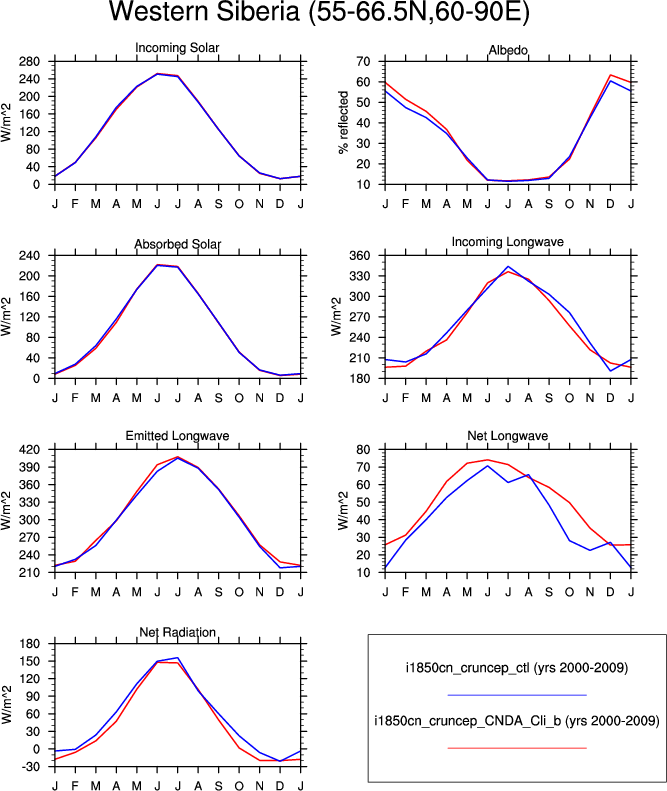 Western Siberia (55-66.5N,60-90E)
Incoming Solar
W/m^2
280
240
200
160
120
80
40
0
J F M A M J J A S O N D J
Albedo
% reflected
70
60
50
40
30
20
10
J F M A M J J A S O N D J
Absorbed Solar
W/m^2
240
200
160
120
80
40
0
J F M A M J J A S O N D J
Incoming Longwave
W/m^2
360
330
300
270
240
210
180
J F M A M J J A S O N D J
Emitted Longwave
W/m^2
420
390
360
330
300
270
240
210
J F M A M J J A S O N D J
Net Longwave
W/m^2
80
70
60
50
40
30
20
10
J F M A M J J A S O N D J
Net Radiation
W/m^2
180
150
120
90
60
30
0
-30
J F M A M J J A S O N D J
i1850cn_cruncep_ctl (yrs 2000-2009)
i1850cn_cruncep_CNDA_Cli_b (yrs 2000-2009)